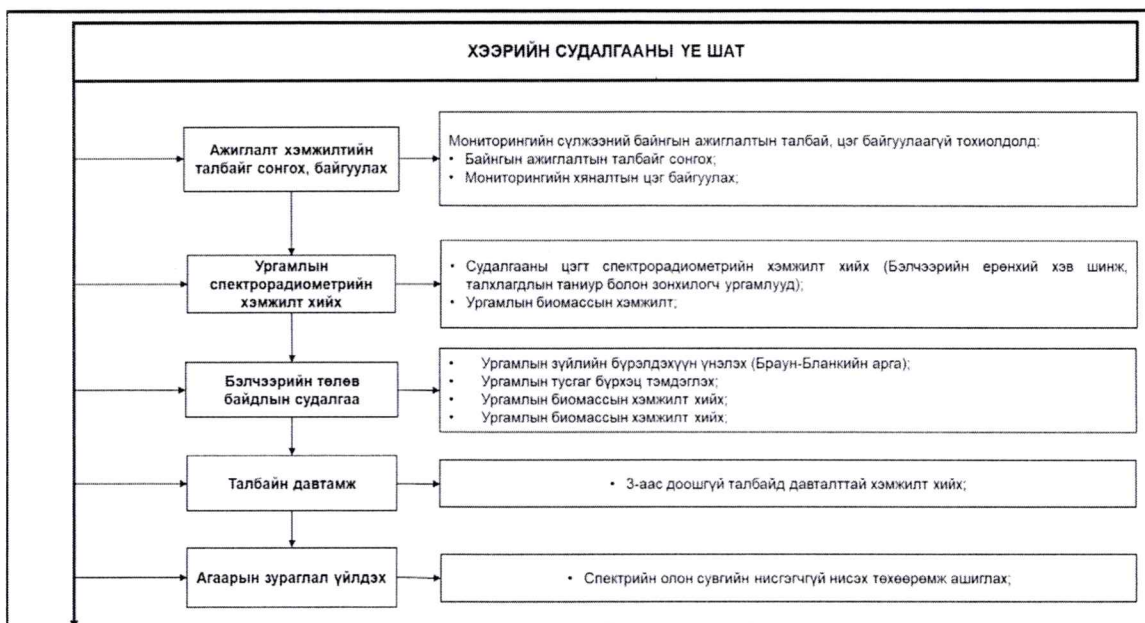 ХЭЭРИЙН СУДАЛГААНЫ ҮЕ ШАТ
Ажиглалт хэмжилтийн
талбайг сонгох, байгуулах
Мониторингийн сүлжээний байнгын ажиглалтын талбай, цэг байгуулаагүй тохиолдолд:
• Байнгын ажиглалтын талбайг сонгох;
• Мониторингийн хяналтын цэг байгуулах;
Ургамлын
спектрорадиометрийн
хэмжилт хийх
• Судалгааны цэгт спектрорадиометрийн хэмжилт хийх (Бэлчээрийн ерөнхий хэв шинж,
талхлагдлын таниур болон зонхилогч ургамлууд);
• Ургамлын биомассын хэмжилт;
Бэлчээрийн төлөв
байдлын судалгаа
• Ургамлын зүйлийн бүрэлдэхүүн үнэлэх (Браун-Бланкийн арга);
• Ургамлын тусгаг бүрхэц тэмдэглэх;
• Ургамлын биомассын хэмжилт хийх;
• Ургамлын биомассын хэмжилт хийх;
Талбайн давтамж
• 3-аас доошгүй талбайд давталттай хэмжилт хийх;
Агаарын зураглал үйлдэх
• Спектрийн олон сувгийн нисгэгчгүй нисэх төхөөрөмж ашиглах;